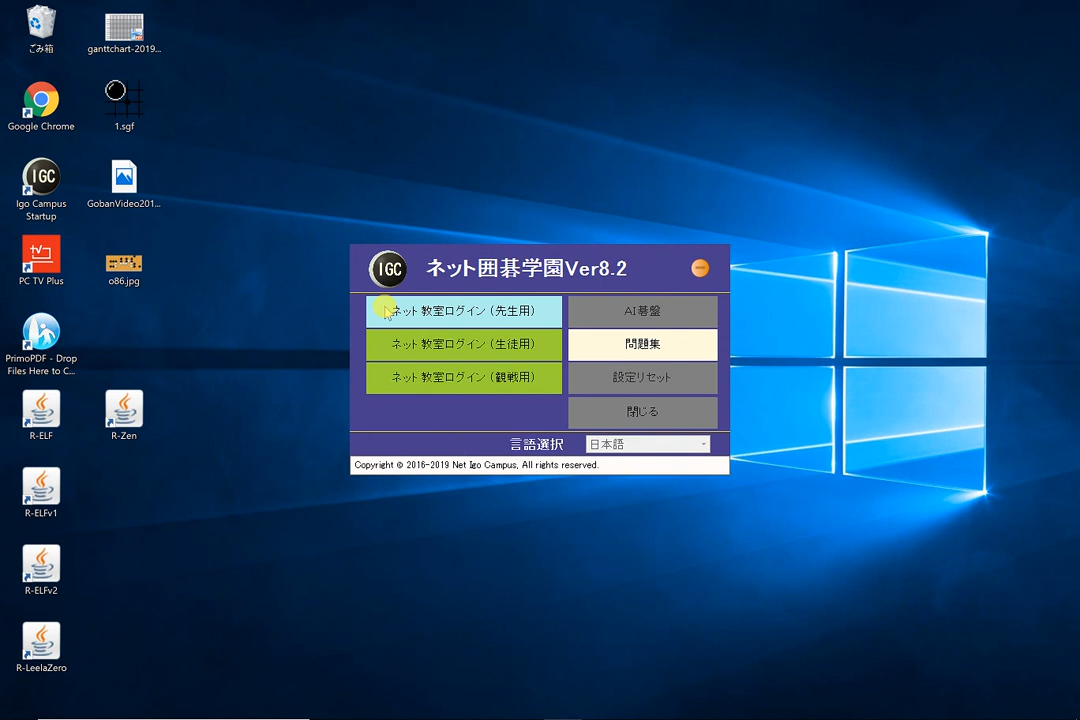 ごみ箱
ganttchart-2019...
Google Chrome
1.sgf
IGC
Igo Campus
Startup
GobanVideo201...
PC TV Plus
o86.jpg
PrimoPDF - Drop
Files Here to C...
R-ELF
R-Zen
R-ELFv1
R-ELFv2
R-LeelaZero
IGC
ネット囲碁学園Ver8.2
ネット教室ログイン（先生用）
AI碁盤
ネット教室ログイン（生徒用）
問題集
ネット教室ログイン（観戦用）
設定リセット
閉じる
言語選択
日本語
Copyright © 2016-2019 Net Igo Campus, All rights reserved.